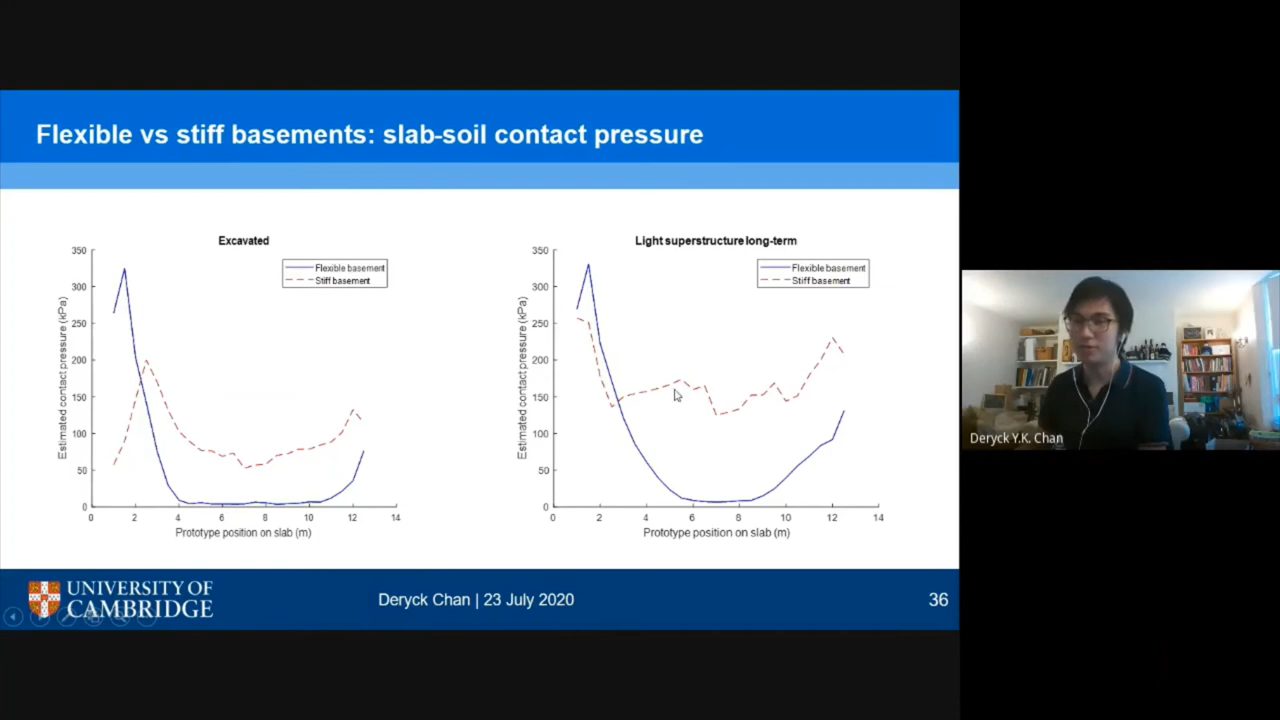 Flexible vs stiff basements: slab-soil contact pressure
Excavated
Flexible basement
Stiff basement
350
300
250
200
150
100
50
0
Estimated contact pressure (kPa)
0 2 4 6 8 10 12 14
Prototype position on slab (m)
Light superstructure long-term
Flexible basement
Stiff basement
350
300
250
200
150
100
50
0
Estimated contact pressure (kPa)
0 2 4 6 8 10 12 14
Prototype position on slab (m)
Deryck Y.K. Chan
UNIVERSITY OF
CAMBRIDGE
Deryck Chan | 23 July 2020
36